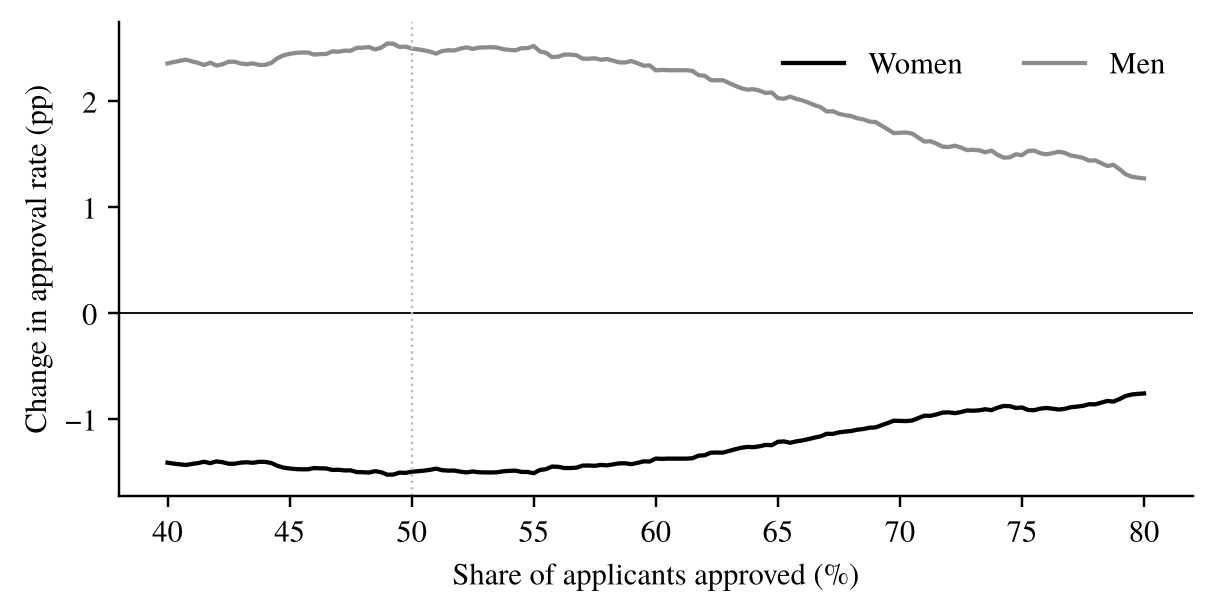 Women Men
Change in approval rate (pp)
2
1
0
−1
40 45 50 55 60 65 70 75 80
Share of applicants approved (%)